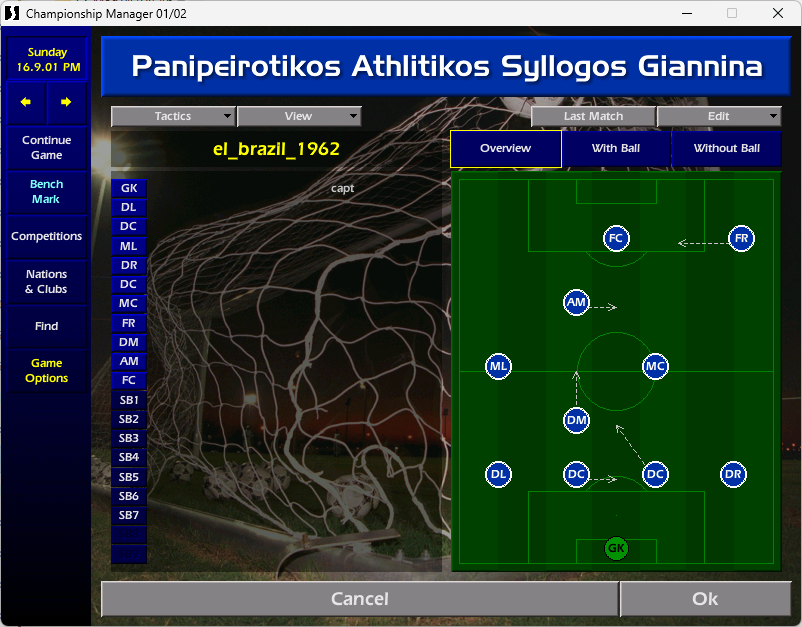 Championship Manager 01/02
Sunday
16.9.01 PM
Panipeirotikos Athlitikos Syllogos Giannina
Tactics
View
Last Match
Edit
Continue
Game
Bench
Mark
Competitions
Nations
& Clubs
Find
Game
Options
el_brazil_1962
Overview
With Ball
Without Ball
GK capt
DL
DC
ML
DR
DC
MC
FR
DM
AM
FC
SB1
SB2
SB3
SB4
SB5
SB6
SB7
FC FR
AM
ML MC
DM
DL DC DC DR
GK
Cancel
Ok